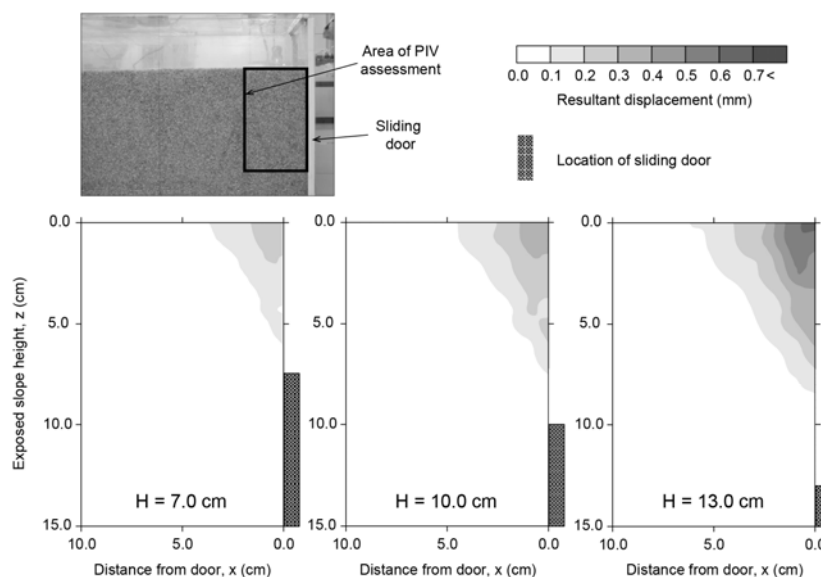 Area of PIV
assessment
Sliding
door
0.0 0.1 0.2 0.3 0.4 0.5 0.6 0.7<
Resultant displacement (mm)
Location of sliding door
Exposed slope height, z (cm)
0.0
5.0
10.0
15.0
H = 7.0 cm
10.0 5.0 0.0
Distance from door, x (cm)
0.0
5.0
10.0
15.0
H = 10.0 cm
10.0 5.0 0.0
Distance from door, x (cm)
0.0
5.0
10.0
15.0
H = 13.0 cm
10.0 5.0 0.0
Distance from door, x (cm)